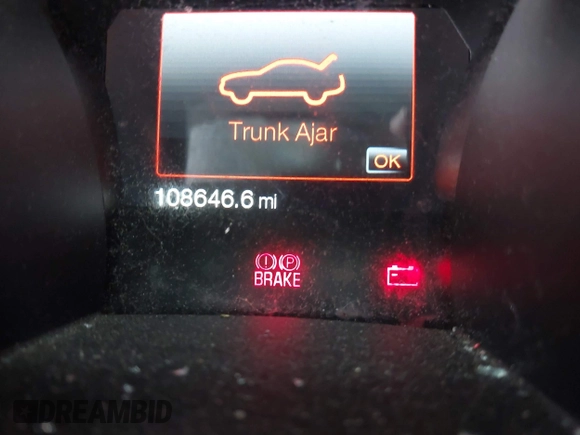 Trunk Ajar
OK
108646.6 mi
(!) (P)
BRAKE
DREAMBID